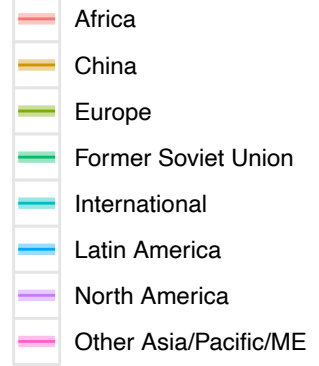 Africa
China
Europe
Former Soviet Union
International
Latin America
North America
Other Asia/Pacific/ME